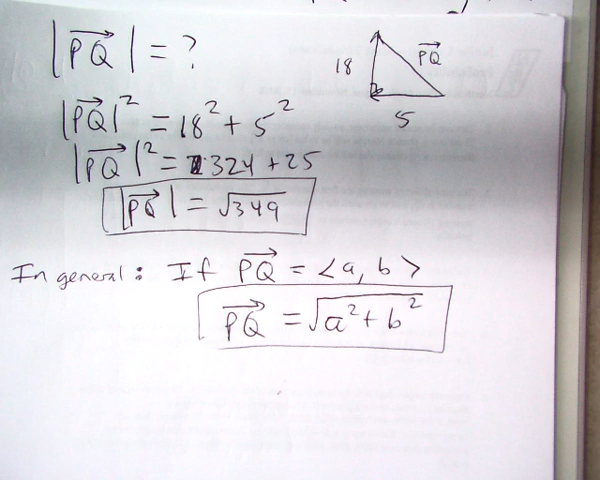 |PQ⃗| = ?
18
PQ⃗
5
|PQ⃗|² = 18² + 5²
|PQ⃗|² = 324 + 25
|PQ⃗| = √349
In general: If PQ⃗ = <a, b>
PQ⃗ = √a² + b²